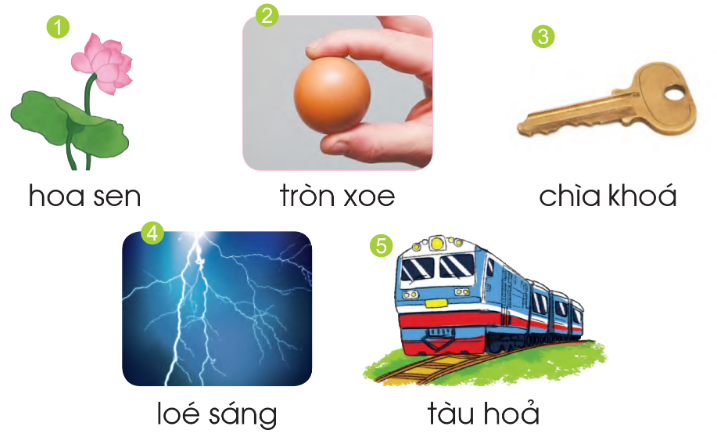 1
hoa sen
2
tròn xoe
3
chìa khoá
4
loé sáng
5
tàu hoả